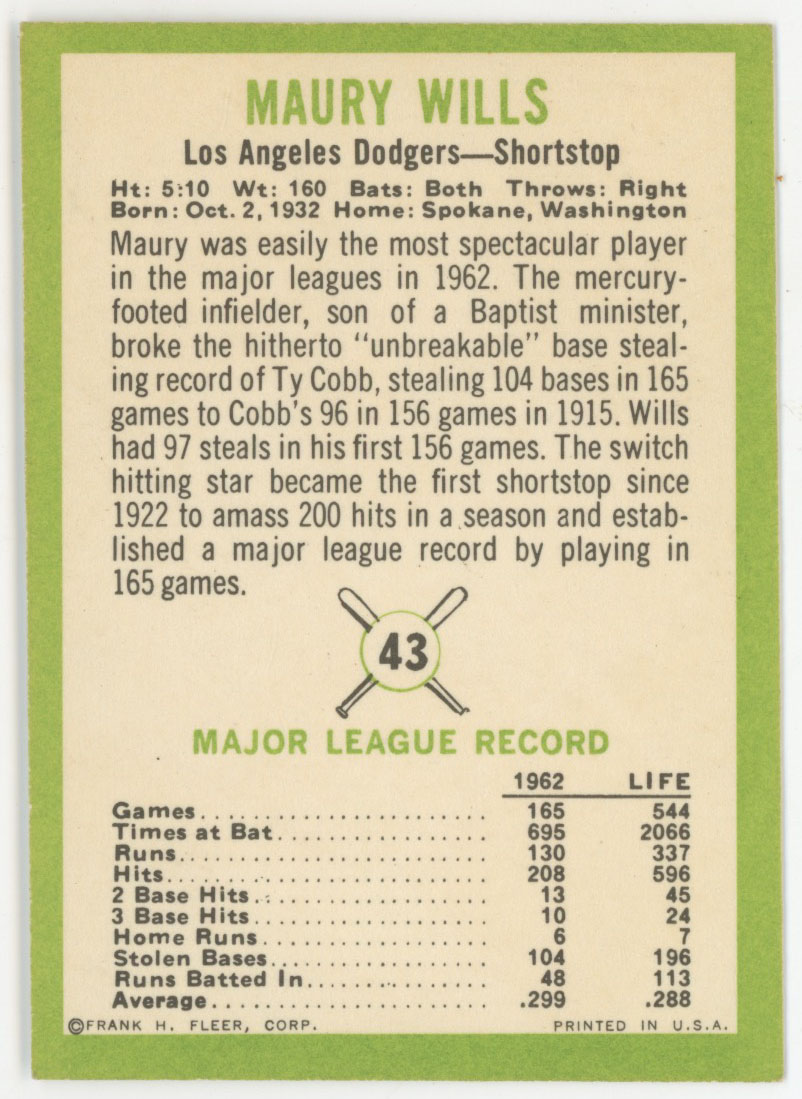 MAURY WILLS
Los Angeles Dodgers—Shortstop
Ht: 5:10 Wt: 160 Bats: Both Throws: Right
Born: Oct. 2, 1932 Home: Spokane, Washington
Maury was easily the most spectacular player
in the major leagues in 1962. The mercury-
footed infielder, son of a Baptist minister,
broke the hitherto "unbreakable" base steal-
ing record of Ty Cobb, stealing 104 bases in 165
games to Cobb's 96 in 156 games in 1915. Wills
had 97 steals in his first 156 games. The switch
hitting star became the first shortstop since
1922 to amass 200 hits in a season and estab-
lished a major league record by playing in
165 games.
43
MAJOR LEAGUE RECORD
1962 LIFE
Games........................ 165 544
Times at Bat.................. 695 2066
Runs.......................... 130 337
Hits.......................... 208 596
2 Base Hits................... 13 45
3 Base Hits................... 10 24
Home Runs.................... 6 7
Stolen Bases.................. 104 196
Runs Batted In................ 48 113
Average....................... .299 .288
©FRANK H. FLEER, CORP. PRINTED IN U.S.A.